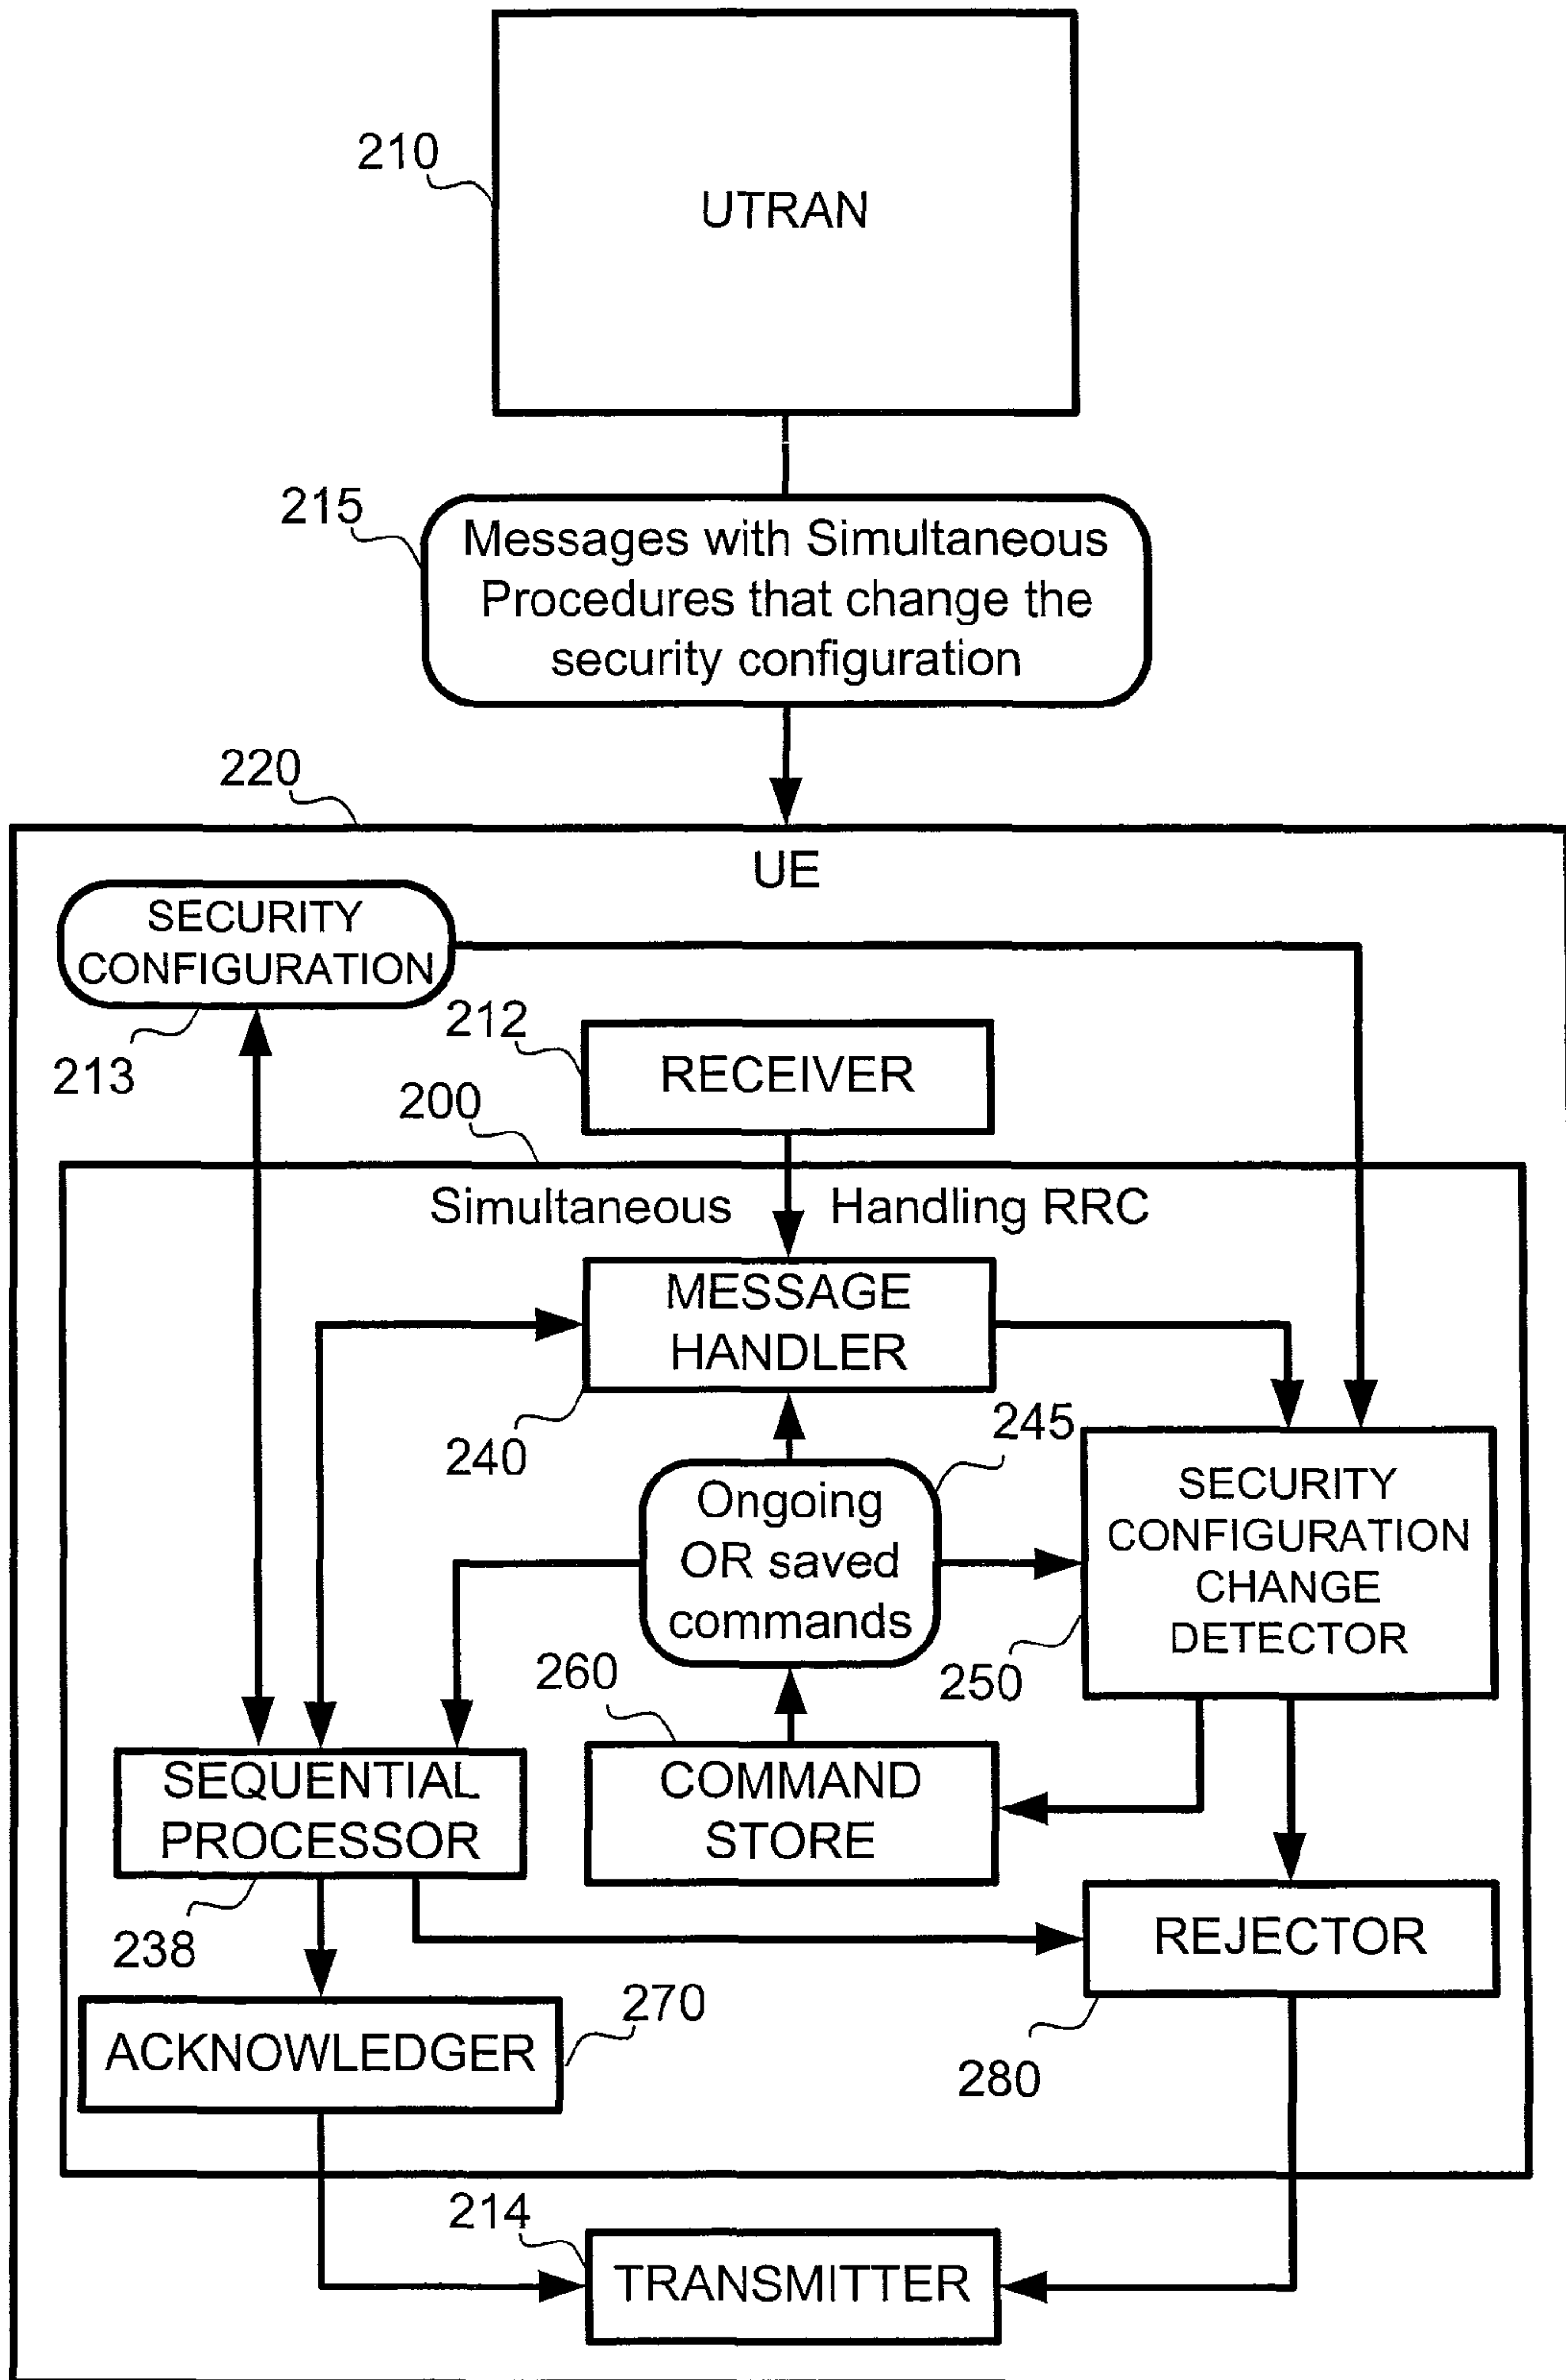 210
UTRAN
215
Messages with Simultaneous
Procedures that change the
security configuration
220
UE
SECURITY
CONFIGURATION
213
212
RECEIVER
200
Simultaneous Handling RRC
MESSAGE
HANDLER
240
245
Ongoing
OR saved
commands
SECURITY
CONFIGURATION
CHANGE
DETECTOR
250
260
SEQUENTIAL
PROCESSOR
238
COMMAND
STORE
REJECTOR
280
ACKNOWLEDGER
270
214
TRANSMITTER